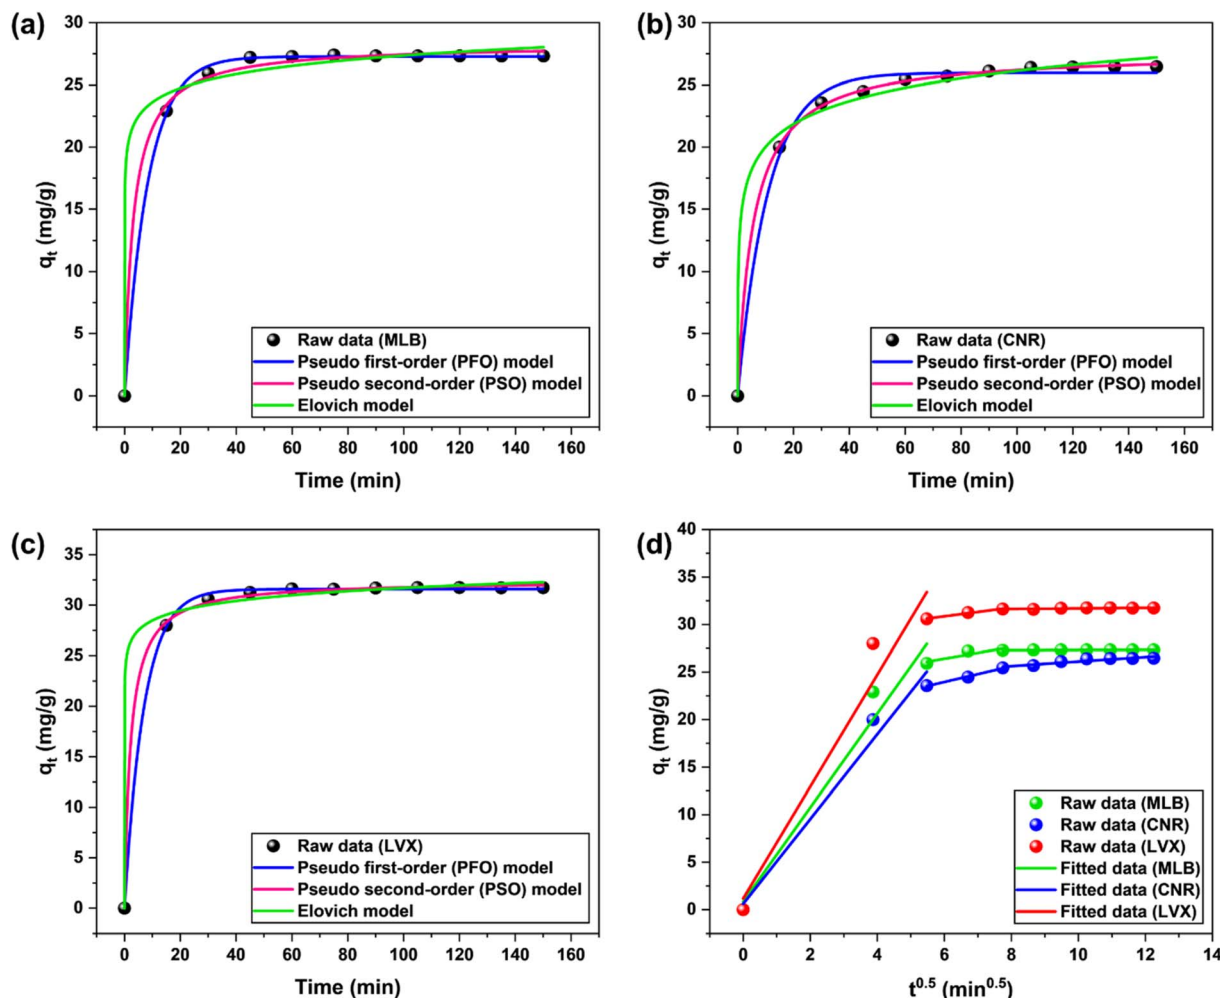 (a)
30
25
20
15
10
5
0
qt (mg/g)
Raw data (MLB)
Pseudo first-order (PFO) model
Pseudo second-order (PSO) model
Elovich model
0 20 40 60 80 100 120 140 160
Time (min)
(b)
30
25
20
15
10
5
0
qt (mg/g)
Raw data (CNR)
Pseudo first-order (PFO) model
Pseudo second-order (PSO) model
Elovich model
0 20 40 60 80 100 120 140 160
Time (min)
(c)
35
30
25
20
15
10
5
0
qt (mg/g)
Raw data (LVX)
Pseudo first-order (PFO) model
Pseudo second-order (PSO) model
Elovich model
0 20 40 60 80 100 120 140 160
Time (min)
(d)
40
35
30
25
20
15
10
5
0
qt (mg/g)
Raw data (MLB)
Raw data (CNR)
Raw data (LVX)
Fitted data (MLB)
Fitted data (CNR)
Fitted data (LVX)
0 2 4 6 8 10 12 14
t^0.5 (min^0.5)